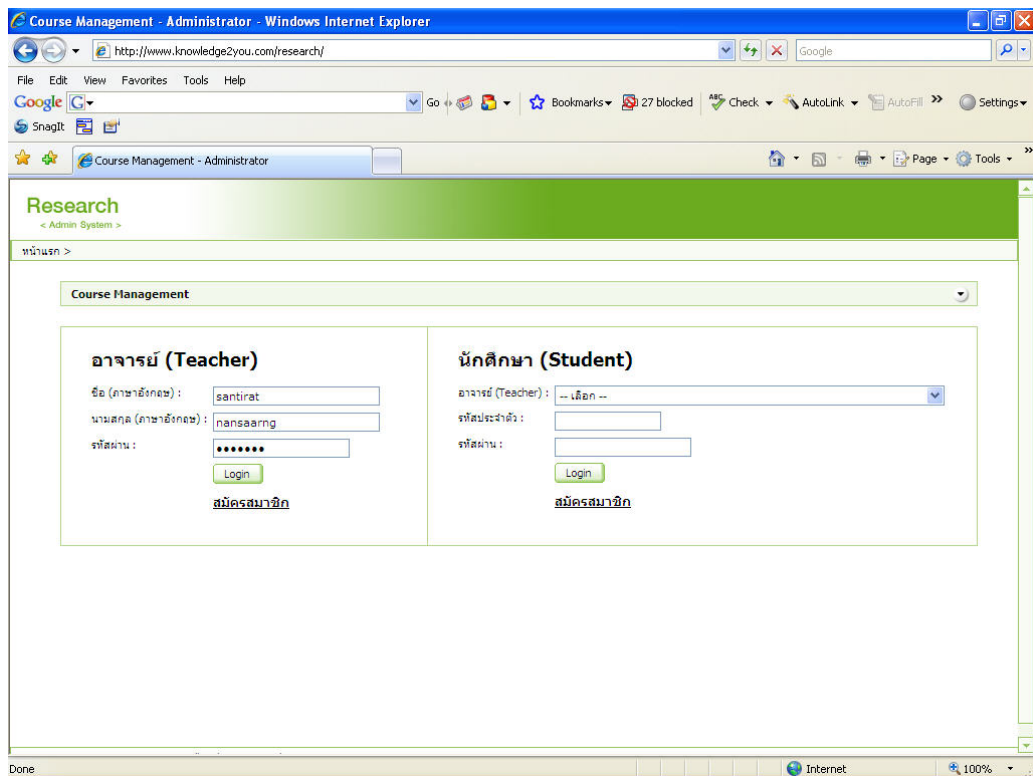 Course Management - Administrator - Windows Internet Explorer
http://www.knowledge2you.com/research/
Google
File Edit View Favorites Tools Help
Google G Go Bookmarks 27 blocked ABC Check AutoLink AutoFill >> Settings
SnagIt
Course Management - Administrator
Page Tools >>
Research
< Admin System >
หน้าแรก >
Course Management
อาจารย์ (Teacher)
ชื่อ (ภาษาอังกฤษ) : santirat
นามสกุล (ภาษาอังกฤษ) : nansaarng
รหัสผ่าน : •••••••
Login
สมัครสมาชิก
นักศึกษา (Student)
อาจารย์ (Teacher) : -- เลือก --
รหัสประจำตัว :
รหัสผ่าน :
Login
สมัครสมาชิก
Done Internet 100%